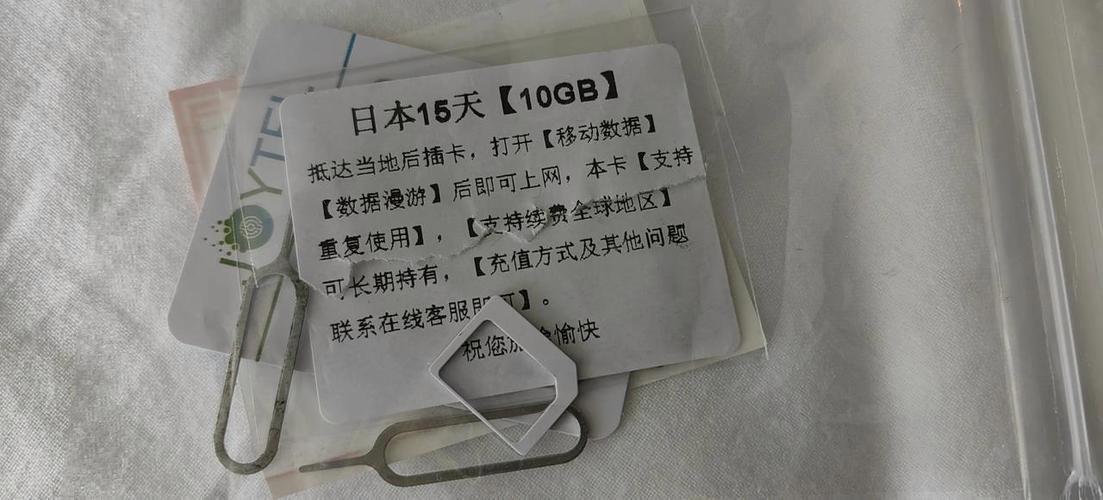 日本15天【10GB】
抵达当地后插卡，打开【移动数据】
【数据漫游】后即可上网，本卡【支持
重复使用】，【支持续费全球地区】
可长期持有，【充值方式及其他问题
联系在线客服即可】。
祝您 愉快
OYTEL